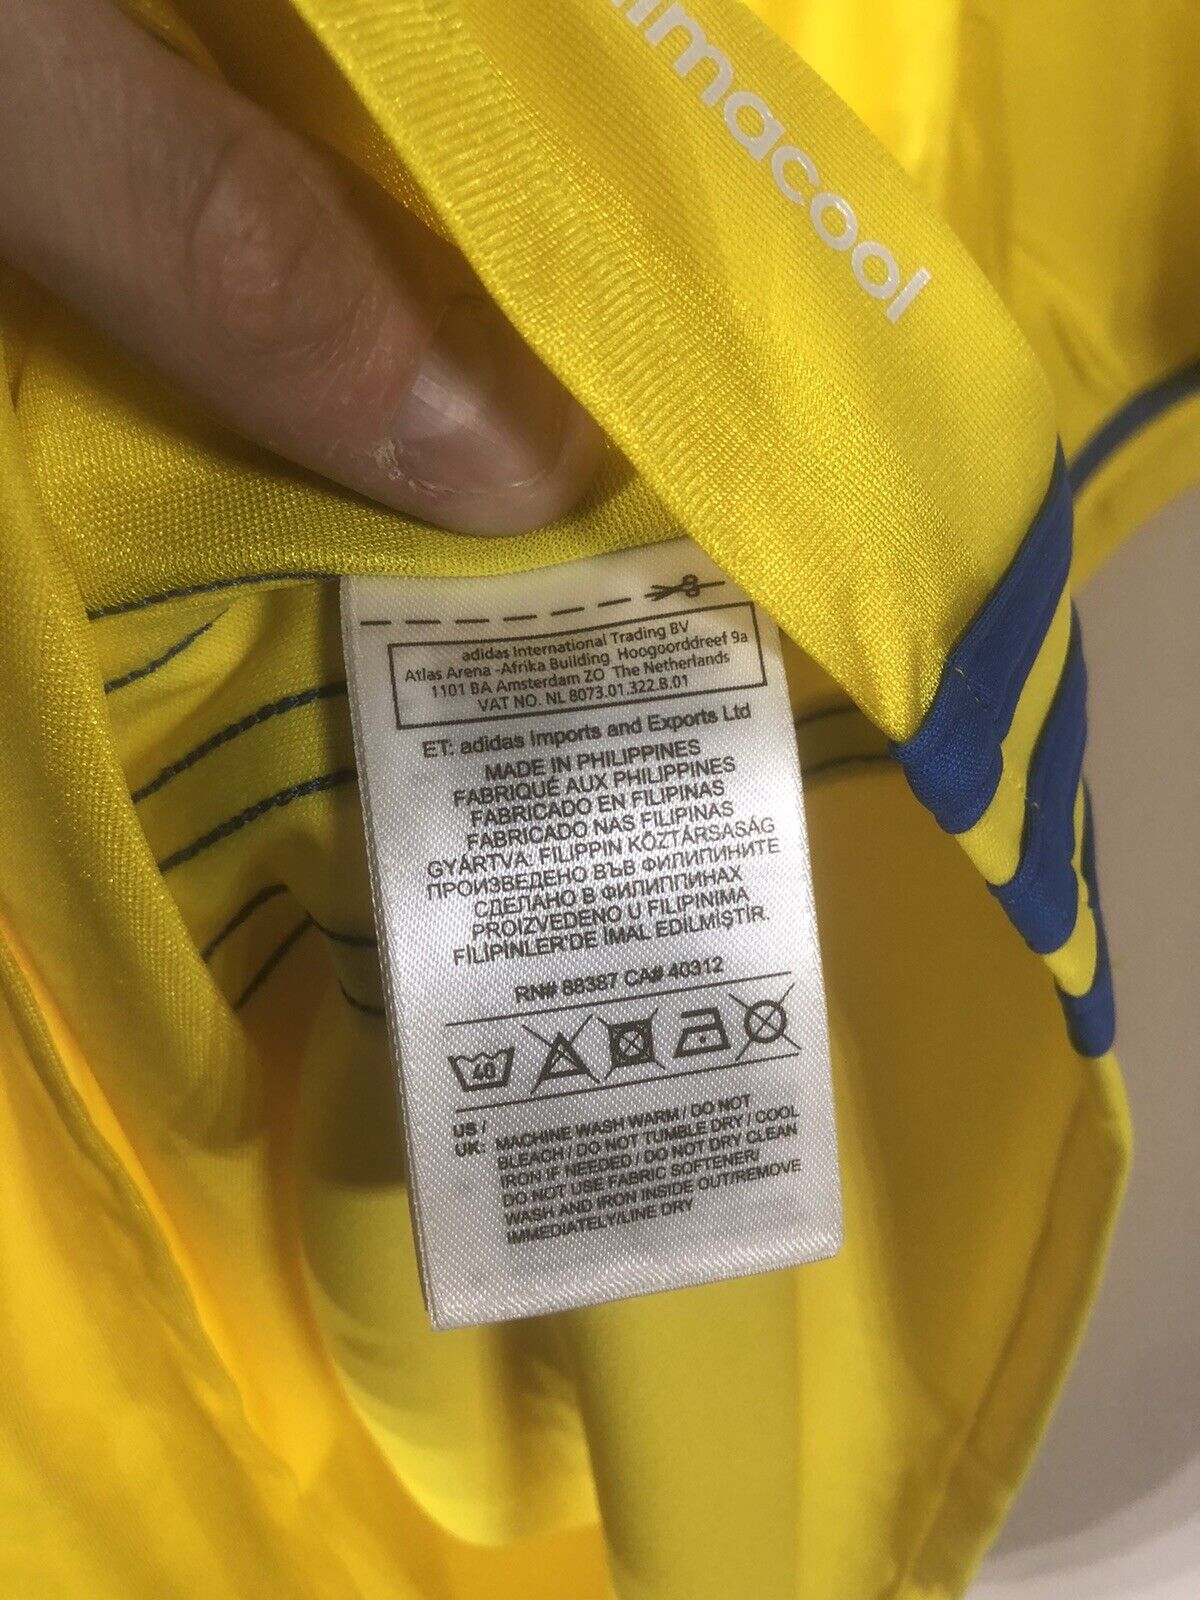 limacool
adidas International Trading BV
Atlas Arena -Afrika Building Hoogoorddreef 9a
1101 BA Amsterdam ZO The Netherlands
VAT NO. NL 8073.01.322.B.01
ET: adidas Imports and Exports Ltd
MADE IN PHILIPPINES
FABRIQUÉ AUX PHILIPPINES
FABRICADO EN FILIPINAS
FABRICADO NAS FILIPINAS
GYÁRTVA: FILIPPIN KÖZTÁRSASÁG
ПРОИЗВЕДЕНО ВЪВ ФИЛИПИНИТЕ
СДЕЛАНО В ФИЛИППИНАХ
PROIZVEDENO U FILIPINIMA
FİLİPİNLER'DE İMAL EDİLMİŞTİR.
RN# 88387 CA# 40312
40
US / UK: MACHINE WASH WARM / DO NOT
BLEACH / DO NOT TUMBLE DRY / COOL
IRON IF NEEDED / DO NOT DRY CLEAN
DO NOT USE FABRIC SOFTENER/
WASH AND IRON INSIDE OUT/REMOVE
IMMEDIATELY/LINE DRY